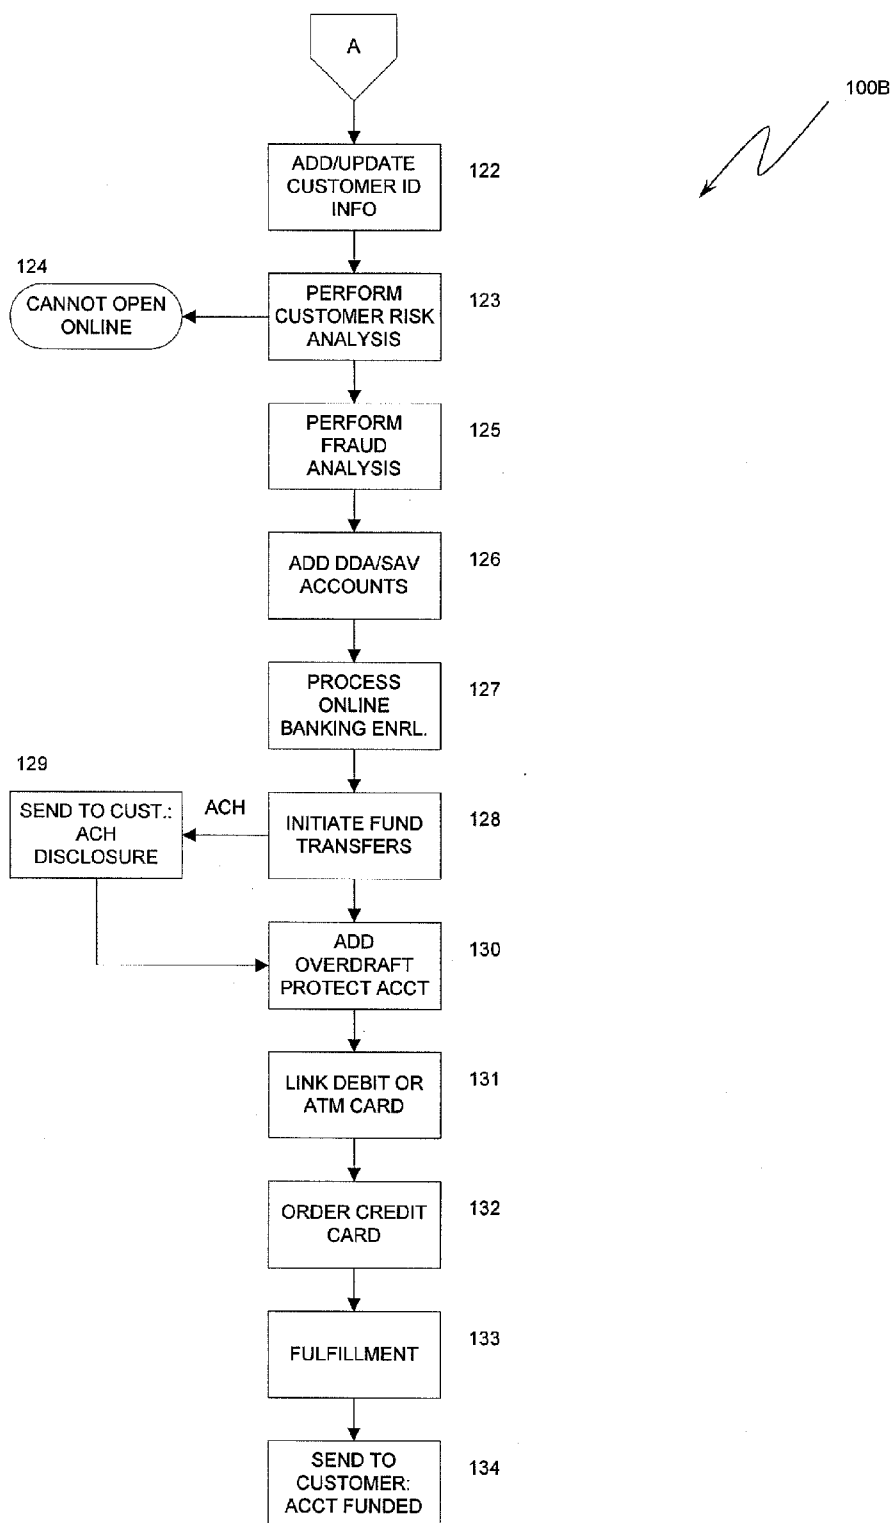 A
100B
ADD/UPDATE
CUSTOMER ID
INFO
122
124
CANNOT OPEN
ONLINE
PERFORM
CUSTOMER RISK
ANALYSIS
123
PERFORM
FRAUD
ANALYSIS
125
ADD DDA/SAV
ACCOUNTS
126
PROCESS
ONLINE
BANKING ENRL.
127
129
SEND TO CUST.:
ACH
DISCLOSURE
ACH
INITIATE FUND
TRANSFERS
128
ADD
OVERDRAFT
PROTECT ACCT
130
LINK DEBIT OR
ATM CARD
131
ORDER CREDIT
CARD
132
FULFILLMENT
133
SEND TO
CUSTOMER:
ACCT FUNDED
134